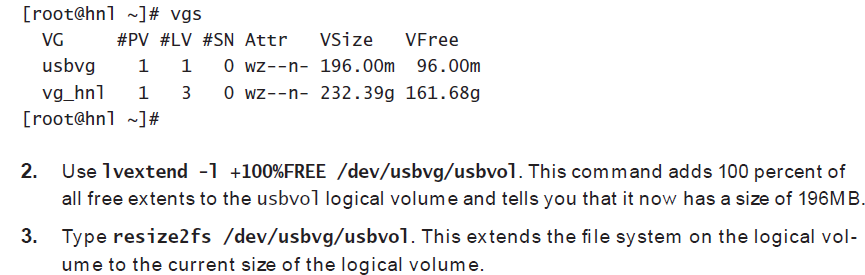 [root@hnl ~]# vgs
  VG     #PV #LV #SN Attr   VSize   VFree
  usbvg    1   1   0 wz--n- 196.00m  96.00m
  vg_hnl   1   3   0 wz--n- 232.39g 161.68g
[root@hnl ~]#
2. Use lvextend -l +100%FREE /dev/usbvg/usbvol. This command adds 100 percent of
all free extents to the usbvol logical volume and tells you that it now has a size of 196MB.
3. Type resize2fs /dev/usbvg/usbvol. This extends the file system on the logical vol-
ume to the current size of the logical volume.